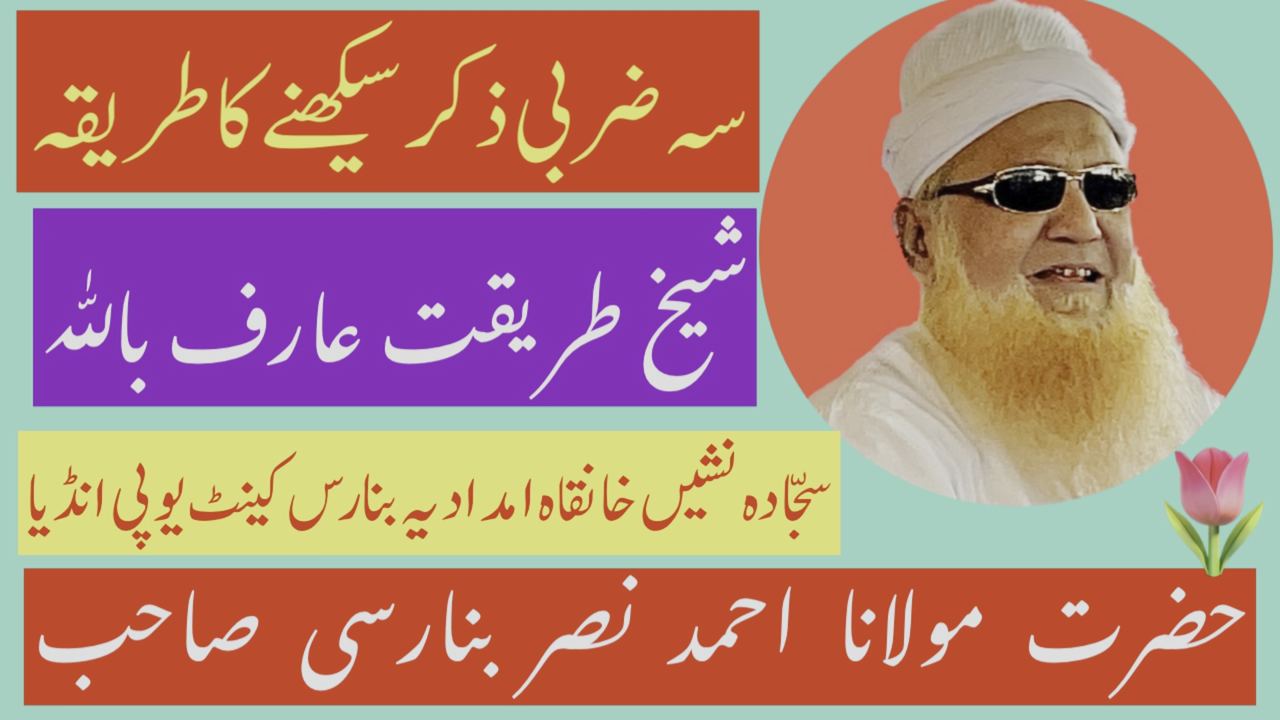 سہ ضربی ذکر سیکھنے کا طریقہ
شیخ طریقت عارف باللہ
سجّادہ نشیں خانقاہ امدادیہ بنارس کینٹ یوپی انڈیا
حضرت مولانا احمد نصر بنارسی صاحب